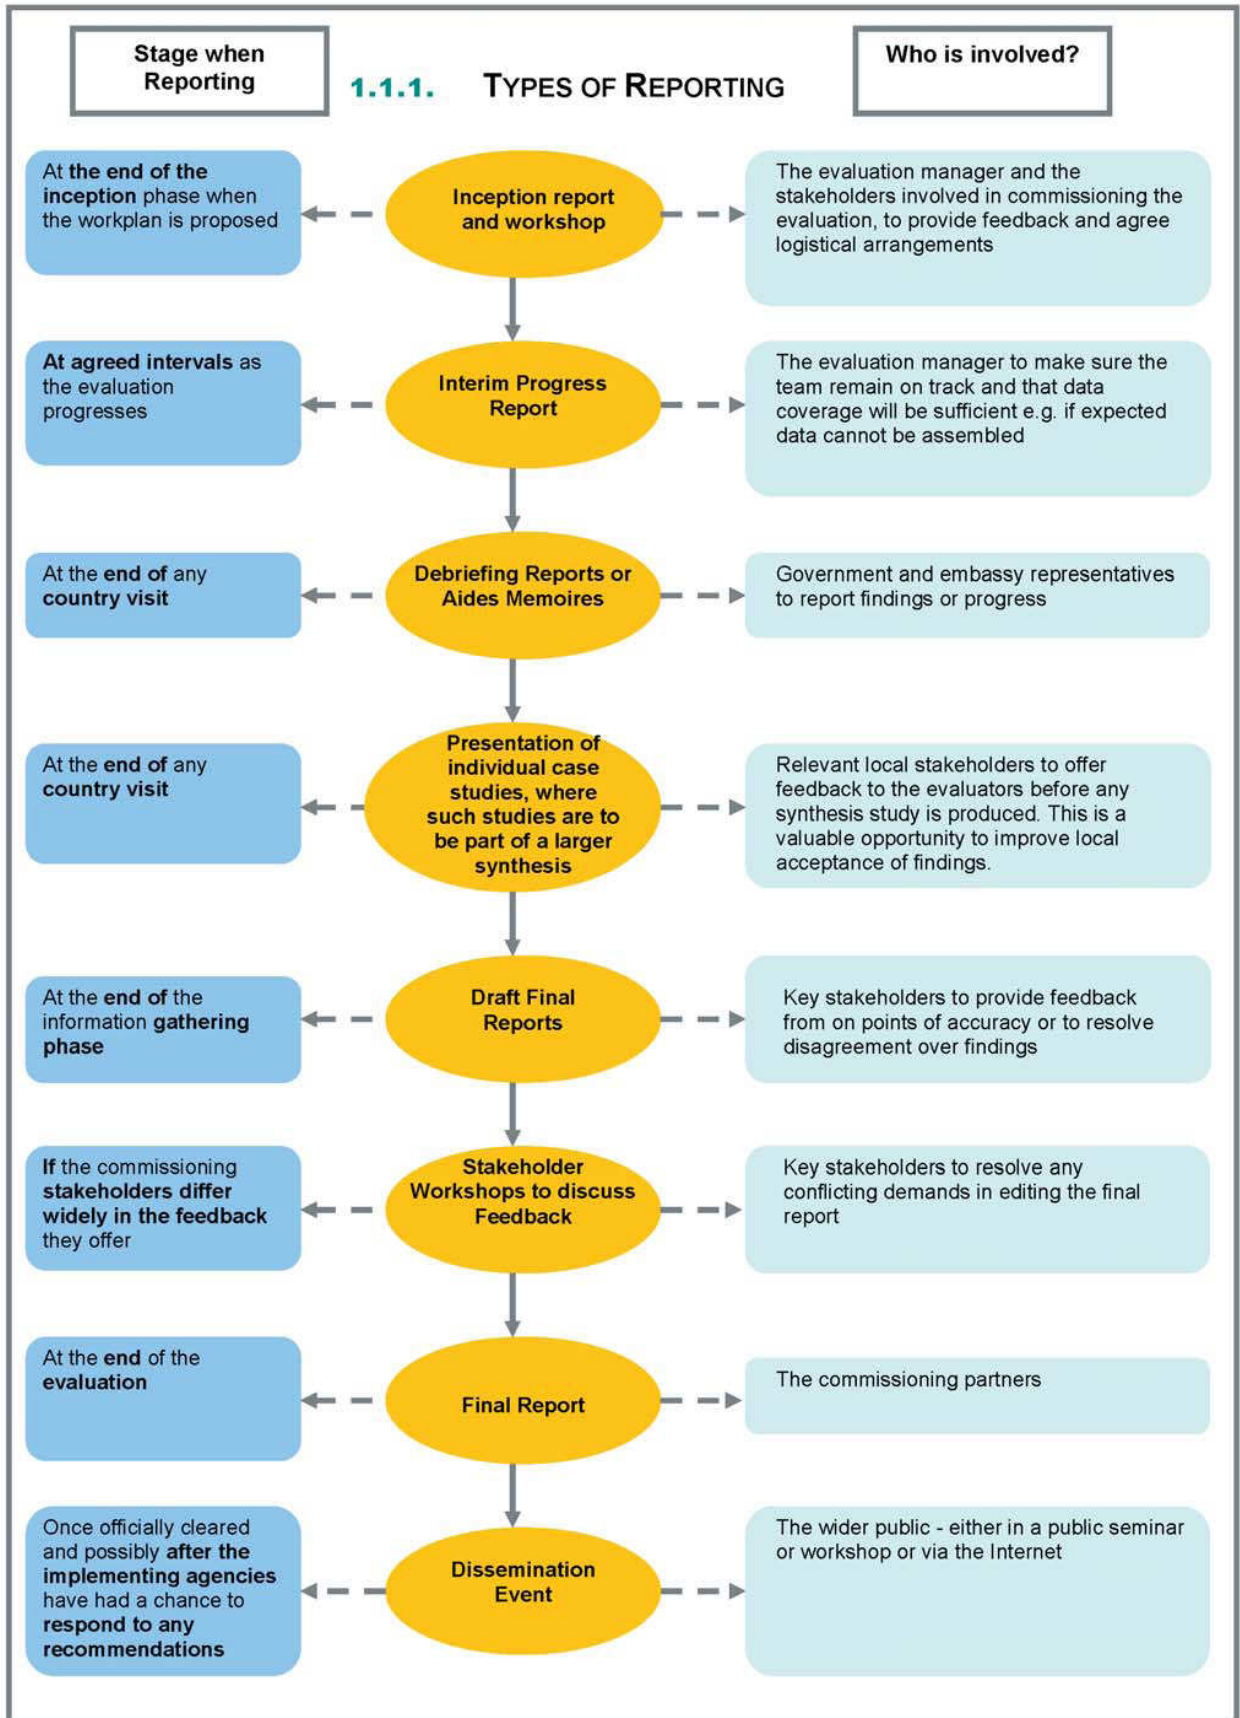 Stage when
Reporting
1.1.1. TYPES OF REPORTING
Who is involved?
At the end of the
inception phase when
the workplan is proposed
Inception report
and workshop
The evaluation manager and the
stakeholders involved in commissioning the
evaluation, to provide feedback and agree
logistical arrangements
At agreed intervals as
the evaluation
progresses
Interim Progress
Report
The evaluation manager to make sure the
team remain on track and that data
coverage will be sufficient e.g. if expected
data cannot be assembled
At the end of any
country visit
Debriefing Reports or
Aides Memoires
Government and embassy representatives
to report findings or progress
At the end of any
country visit
Presentation of
individual case
studies, where
such studies are to
be part of a larger
synthesis
Relevant local stakeholders to offer
feedback to the evaluators before any
synthesis study is produced. This is a
valuable opportunity to improve local
acceptance of findings.
At the end of the
information gathering
phase
Draft Final
Reports
Key stakeholders to provide feedback
from on points of accuracy or to resolve
disagreement over findings
If the commissioning
stakeholders differ
widely in the feedback
they offer
Stakeholder
Workshops to discuss
Feedback
Key stakeholders to resolve any
conflicting demands in editing the final
report
At the end of the
evaluation
Final Report
The commissioning partners
Once officially cleared
and possibly after the
implementing agencies
have had a chance to
respond to any
recommendations
Dissemination
Event
The wider public - either in a public seminar
or workshop or via the Internet